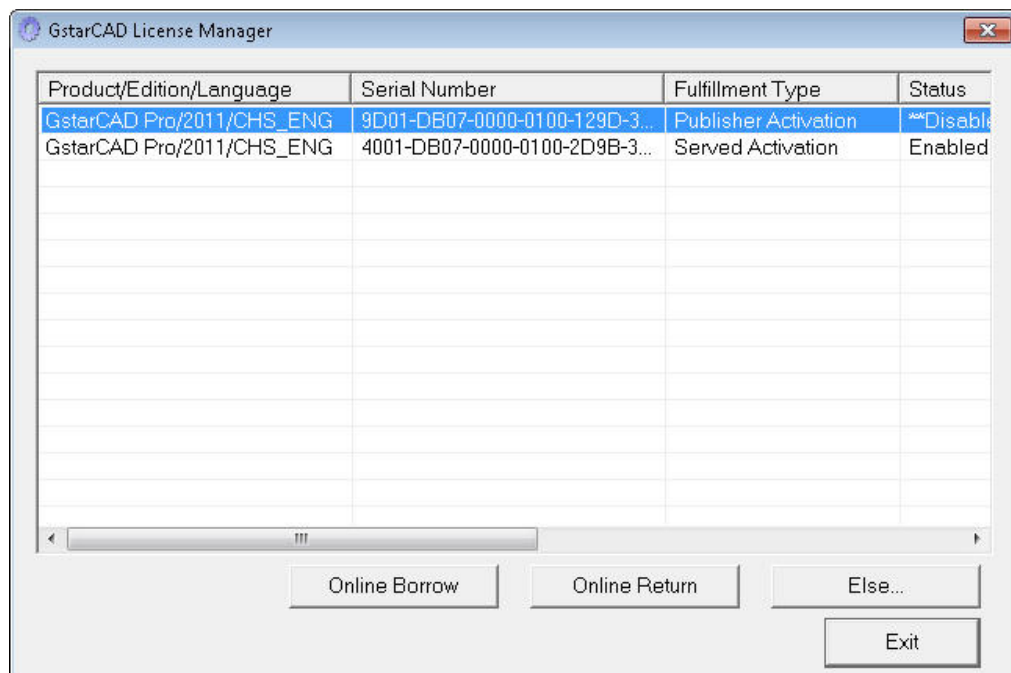 GstarCAD License Manager
Product/Edition/Language Serial Number Fulfillment Type Status
GstarCAD Pro/2011/CHS_ENG 9D01-DB07-0000-0100-129D-3... Publisher Activation **Disable
GstarCAD Pro/2011/CHS_ENG 4001-DB07-0000-0100-2D9B-3... Served Activation Enabled
Online Borrow Online Return Else...
Exit